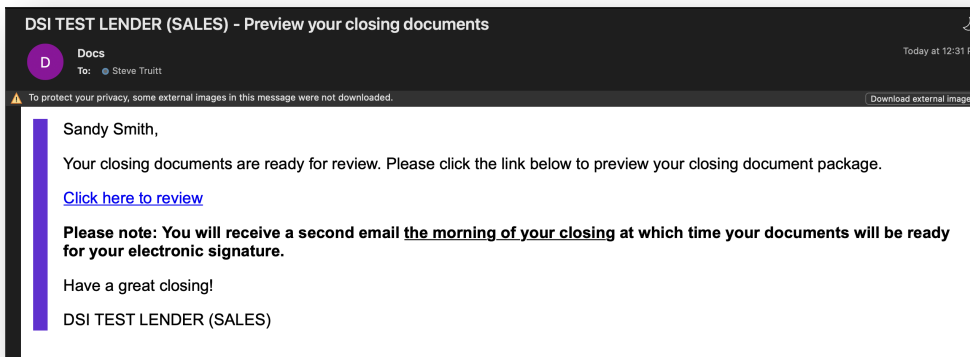 DSI TEST LENDER (SALES) - Preview your closing documents
D
Docs
Today at 12:31
To: Steve Truitt
To protect your privacy, some external images in this message were not downloaded.
Download external image
Sandy Smith,
Your closing documents are ready for review. Please click the link below to preview your closing document package.
Click here to review
Please note: You will receive a second email the morning of your closing at which time your documents will be ready
for your electronic signature.
Have a great closing!
DSI TEST LENDER (SALES)